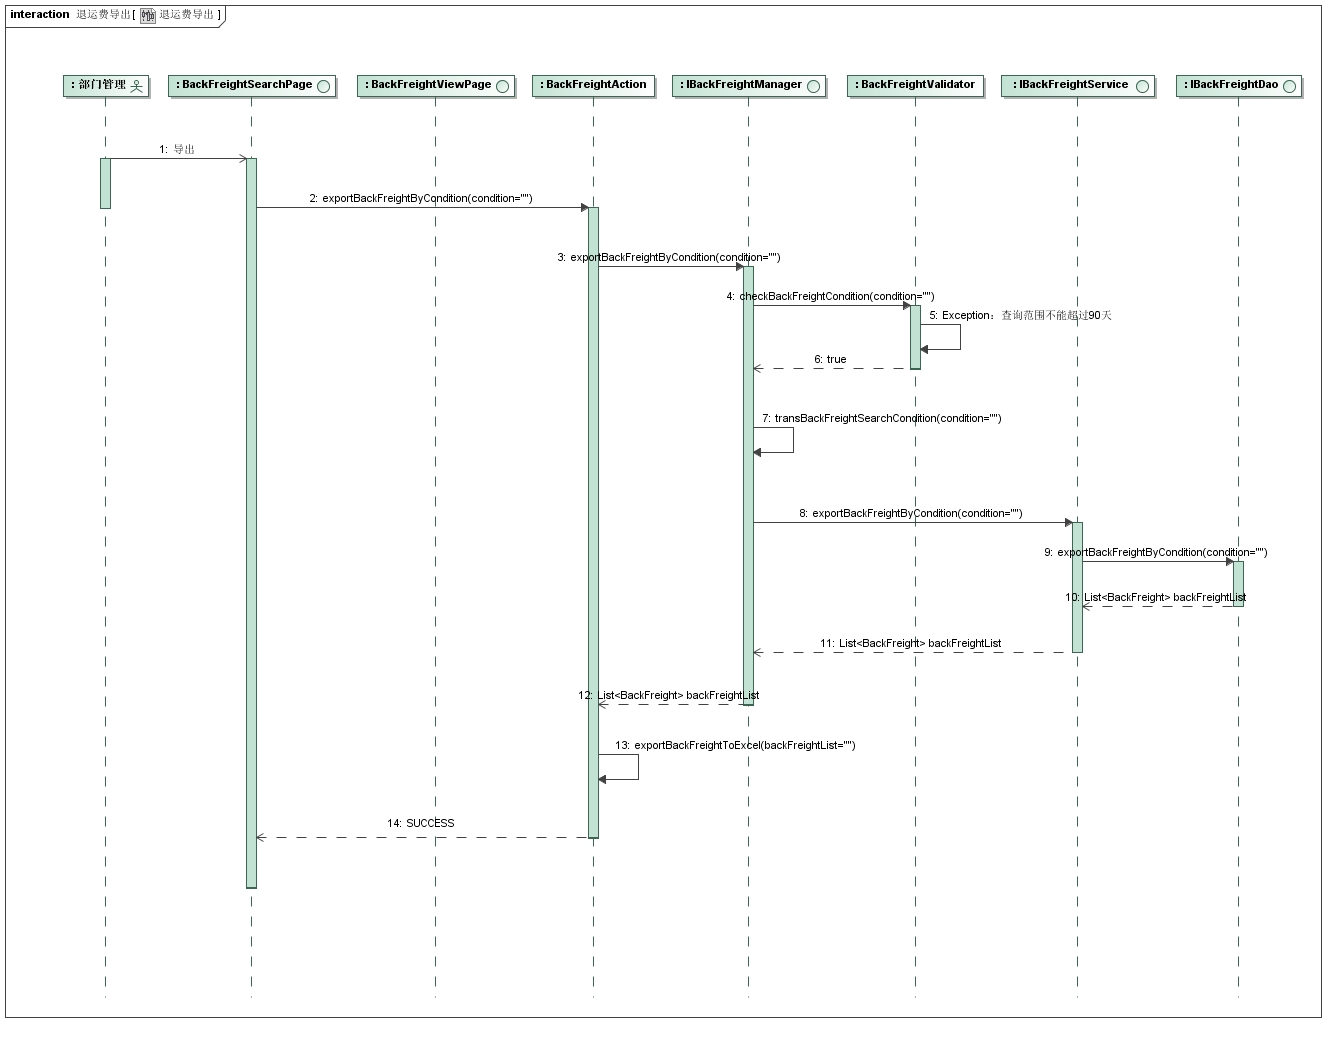 interaction 退运费导出[ 退运费导出 ]
: 部门管理
: BackFreightSearchPage
: BackFreightViewPage
: BackFreightAction
: IBackFreightManager
: BackFreightValidator
: IBackFreightService
: IBackFreightDao
1: 导出
2: exportBackFreightByCondition(condition="")
3: exportBackFreightByCondition(condition="")
4: checkBackFreightCondition(condition="")
5: Exception：查询范围不能超过90天
6: true
7: transBackFreightSearchCondition(condition="")
8: exportBackFreightByCondition(condition="")
9: exportBackFreightByCondition(condition="")
10: List<BackFreight> backFreightList
11: List<BackFreight> backFreightList
12: List<BackFreight> backFreightList
13: exportBackFreightToExcel(backFreightList="")
14: SUCCESS